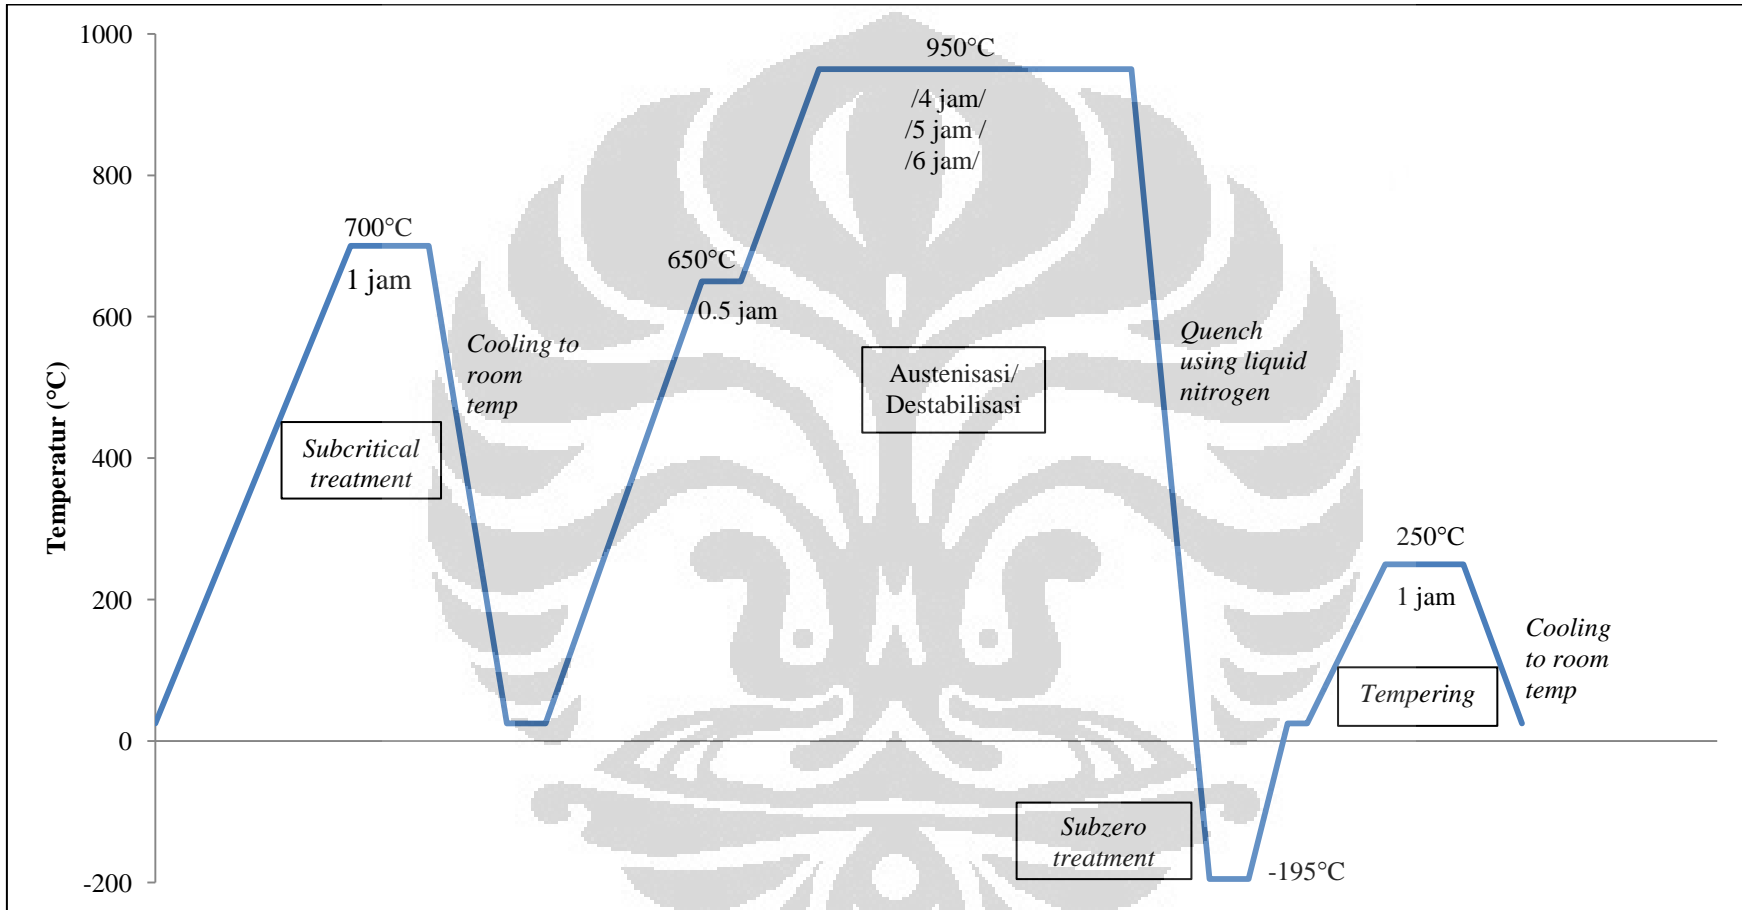 1000
800
600
400
200
0
-200
Temperatur (°C)
700°C
1 jam
Cooling to
room
temp
Subcritical
treatment
650°C
0.5 jam
950°C
/4 jam/
/5 jam /
/6 jam/
Austenisasi/
Destabilisasi
Quench
using liquid
nitrogen
Subzero
treatment
-195°C
250°C
1 jam
Tempering
Cooling
to room
temp